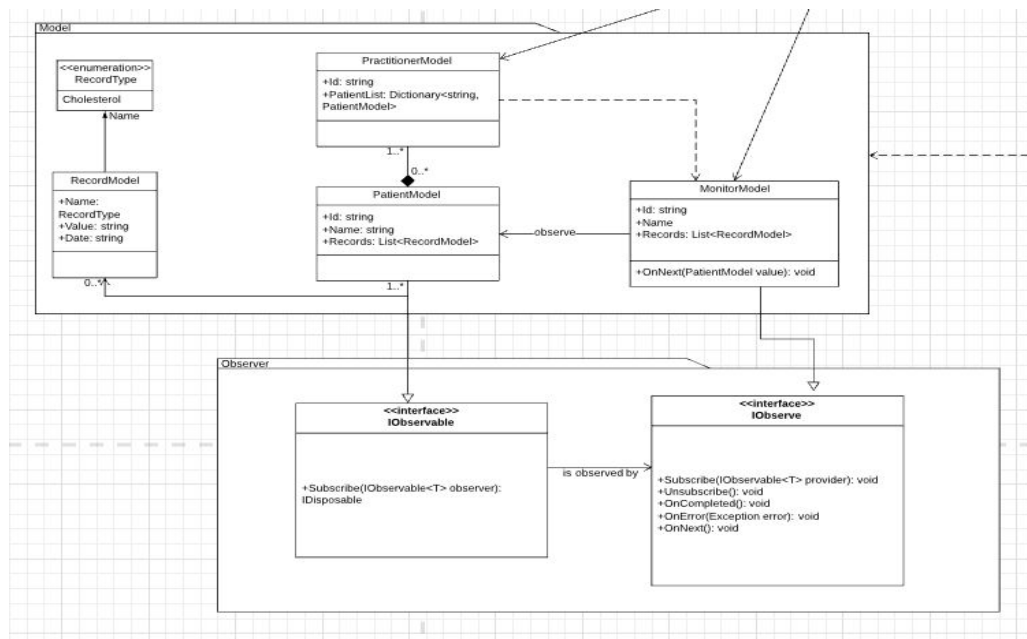 Model
<<enumeration>>
RecordType
Cholesterol
Name
RecordModel
+Name:
RecordType
+Value: string
+Date: string
0..*
PractitionerModel
+Id: string
+PatientList: Dictionary<string,
PatientModel>
1..*
0..*
PatientModel
+Id: string
+Name: string
+Records: List<RecordModel>
1..*
observe
MonitorModel
+Id: string
+Name
+Records: List<RecordModel>
+OnNext(PatientModel value): void
Observer
<<interface>>
IObservable
+Subscribe(IObservable<T> observer):
IDisposable
is observed by
<<interface>>
IObserve
+Subscribe(IObservable<T> provider): void
+Unsubscribe(): void
+OnCompleted(): void
+OnError(Exception error): void
+OnNext(): void